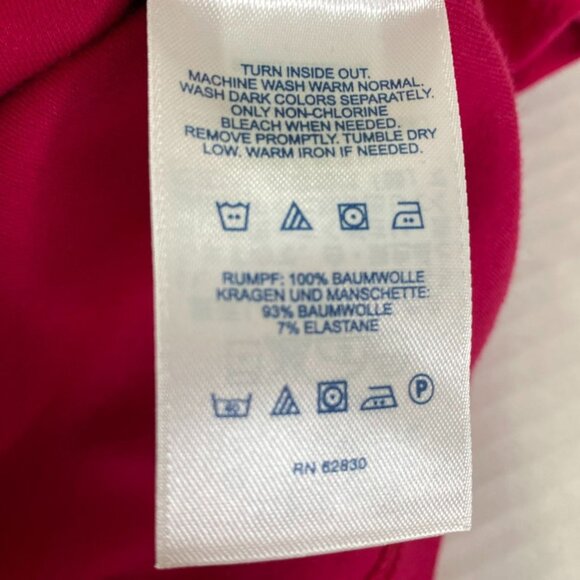 TURN INSIDE OUT.
MACHINE WASH WARM NORMAL.
WASH DARK COLORS SEPARATELY.
ONLY NON-CHLORINE
BLEACH WHEN NEEDED.
REMOVE PROMPTLY. TUMBLE DRY
LOW. WARM IRON IF NEEDED.
RUMPF: 100% BAUMWOLLE
KRAGEN UND MANSCHETTE:
93% BAUMWOLLE
7% ELASTANE
40 P
RN 62830